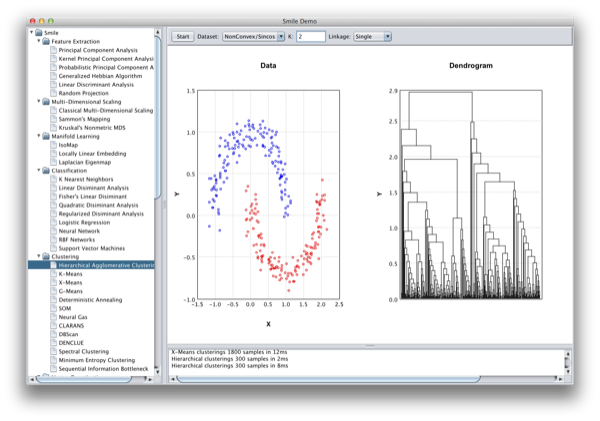 Smile Demo
Smile
Feature Extraction
Principal Component Analysis
Kernel Principal Component Analysi
Probabilistic Principal Component A
Generalized Hebbian Algorithm
Linear Discriminant Analysis
Random Projection
Multi-Dimensional Scaling
Classical Multi-Dimensional Scaling
Sammon's Mapping
Kruskal's Nonmetric MDS
Manifold Learning
IsoMap
Locally Linear Embedding
Laplacian Eigenmap
Classification
K Nearest Neighbors
Linear Disiminant Analysis
Fisher's Linear Disiminant
Quadratic Disiminant Analysis
Regularized Disiminant Analysis
Logistic Regression
Neural Network
RBF Networks
Support Vector Machines
Clustering
Hierarchical Agglomerative Clusterin
K-Means
X-Means
G-Means
Deterministic Annealing
SOM
Neural Gas
CLARANS
DBScan
DENCLUE
Spectral Clustering
Minimum Entropy Clustering
Sequential Information Bottleneck
Start Dataset: NonConvex/Sincos K: 2 Linkage: Single
Data
1.5
1.0
0.5
0.0
-0.5
-1.0
Y
-1.5 -1.0 -0.5 0.0 0.5 1.0 1.5 2.0 2.5
X
Dendrogram
2.9
2.5
2.0
1.5
1.0
0.5
0.0
Y
X-Means clusterings 1800 samples in 12ms
Hierarchical clusterings 300 samples in 2ms
Hierarchical clusterings 300 samples in 8ms